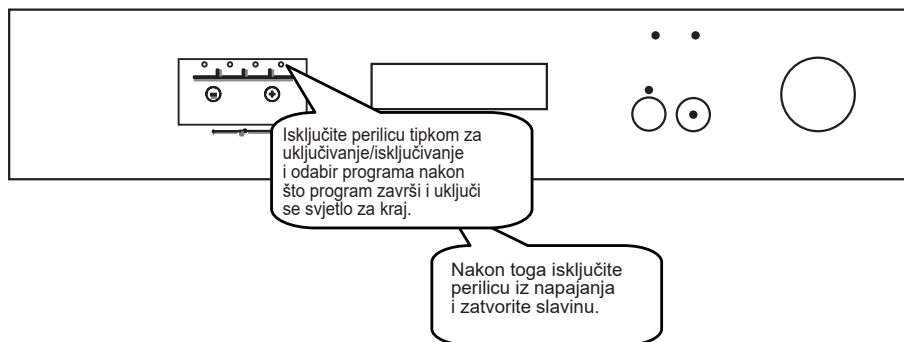 Isključite perilicu tipkom za
uključivanje/isključivanje
i odabir programa nakon
što program završi i uključi
se svjetlo za kraj.
Nakon toga isključite
perilicu iz napajanja
i zatvorite slavinu.